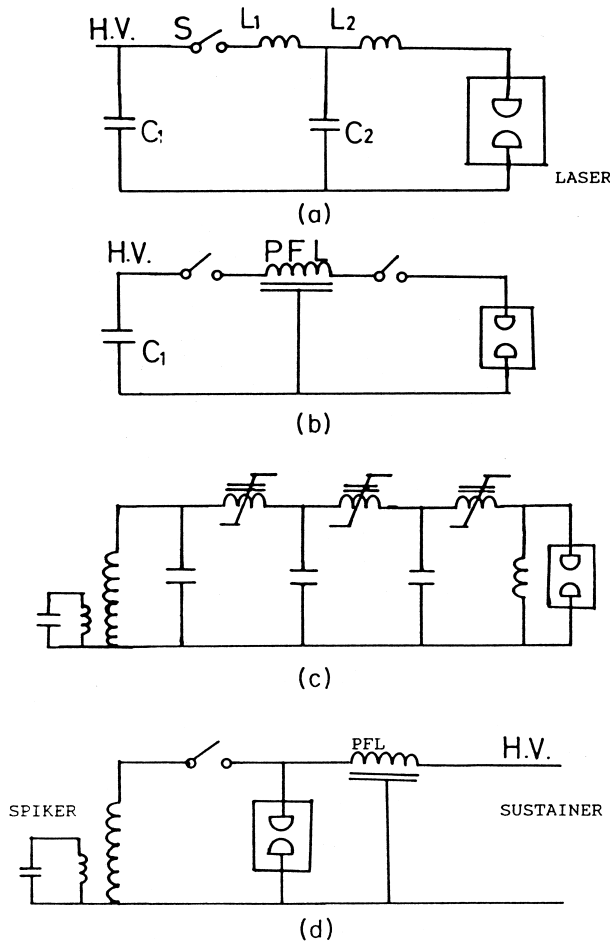 H.V. S L1 L2
C1 C2
LASER
(a)
H.V. PFL
C1
(b)
(c)
PFL H.V.
SPIKER SUSTAINER
(d)